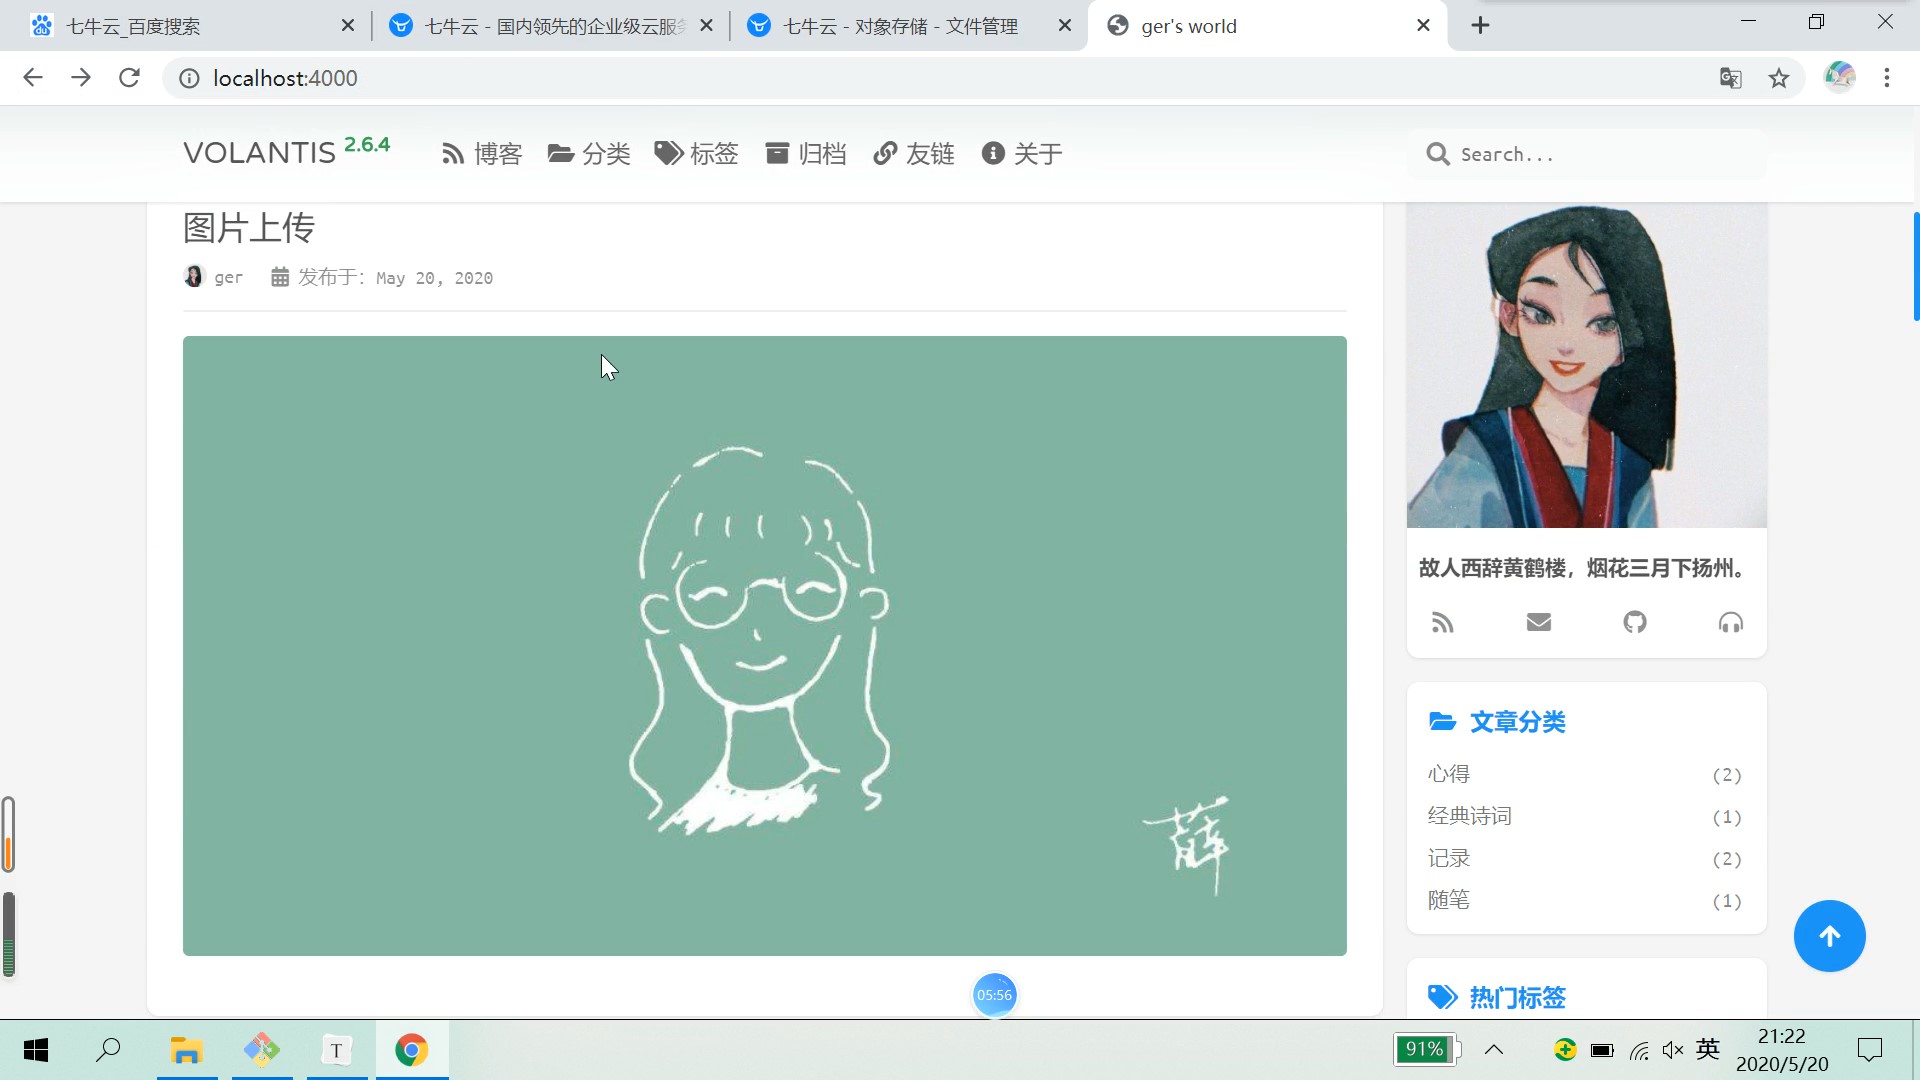 七牛云_百度搜索
七牛云 - 国内领先的企业级云服
七牛云 - 对象存储 - 文件管理
ger's world
localhost:4000
VOLANTIS 2.6.4
博客
分类
标签
归档
友链
关于
Search...
图片上传
ger
发布于: May 20, 2020
薛
故人西辞黄鹤楼，烟花三月下扬州。
文章分类
心得 (2)
经典诗词 (1)
记录 (2)
随笔 (1)
热门标签
05:56
T
91%
英
21:22
2020/5/20